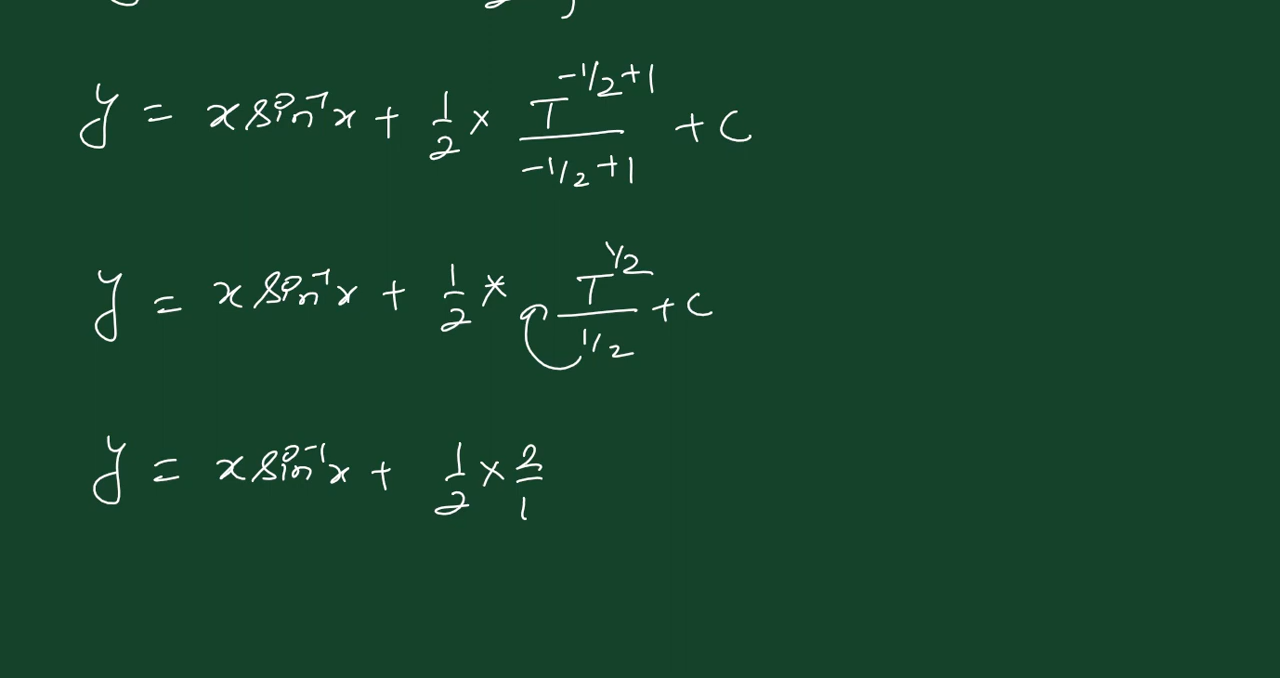 y = x sin⁻¹x + 1/2 × T^(-1/2+1)/(-1/2+1) + C
y = x sin⁻¹x + 1/2 × T^(1/2)/(1/2) + C
y = x sin⁻¹x + 1/2 × 2/1